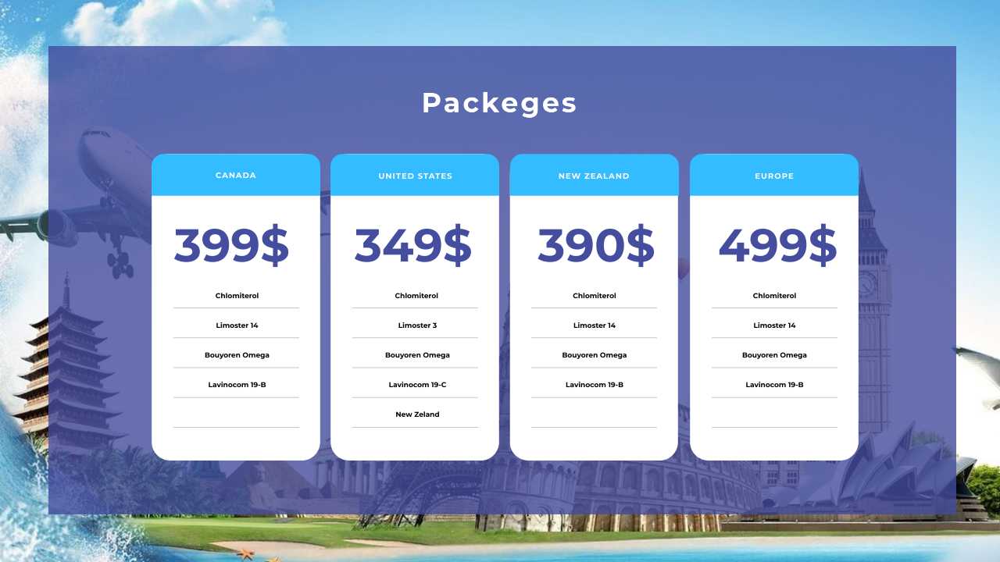 Packeges
CANADA
399$
Chlomiterol
Limoster 14
Bouyoren Omega
Lavinocom 19-B
UNITED STATES
349$
Chlomiterol
Limoster 3
Bouyoren Omega
Lavinocom 19-C
New Zeland
NEW ZEALAND
390$
Chlomiterol
Limoster 14
Bouyoren Omega
Lavinocom 19-B
EUROPE
499$
Chlomiterol
Limoster 14
Bouyoren Omega
Lavinocom 19-B